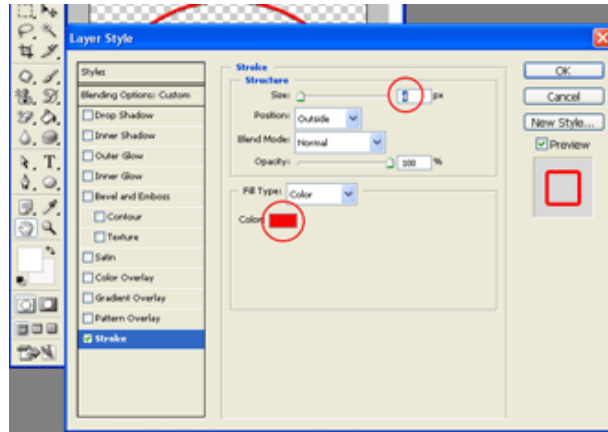 Layer Style
Styles
Blending Options: Custom
Drop Shadow
Inner Shadow
Outer Glow
Inner Glow
Bevel and Emboss
Contour
Texture
Satin
Color Overlay
Gradient Overlay
Pattern Overlay
Stroke
Stroke
Structure
Size: px
Position: Outside
Blend Mode: Normal
Opacity: 100 %
Fill Type: Color
Color:
OK
Cancel
New Style...
Preview